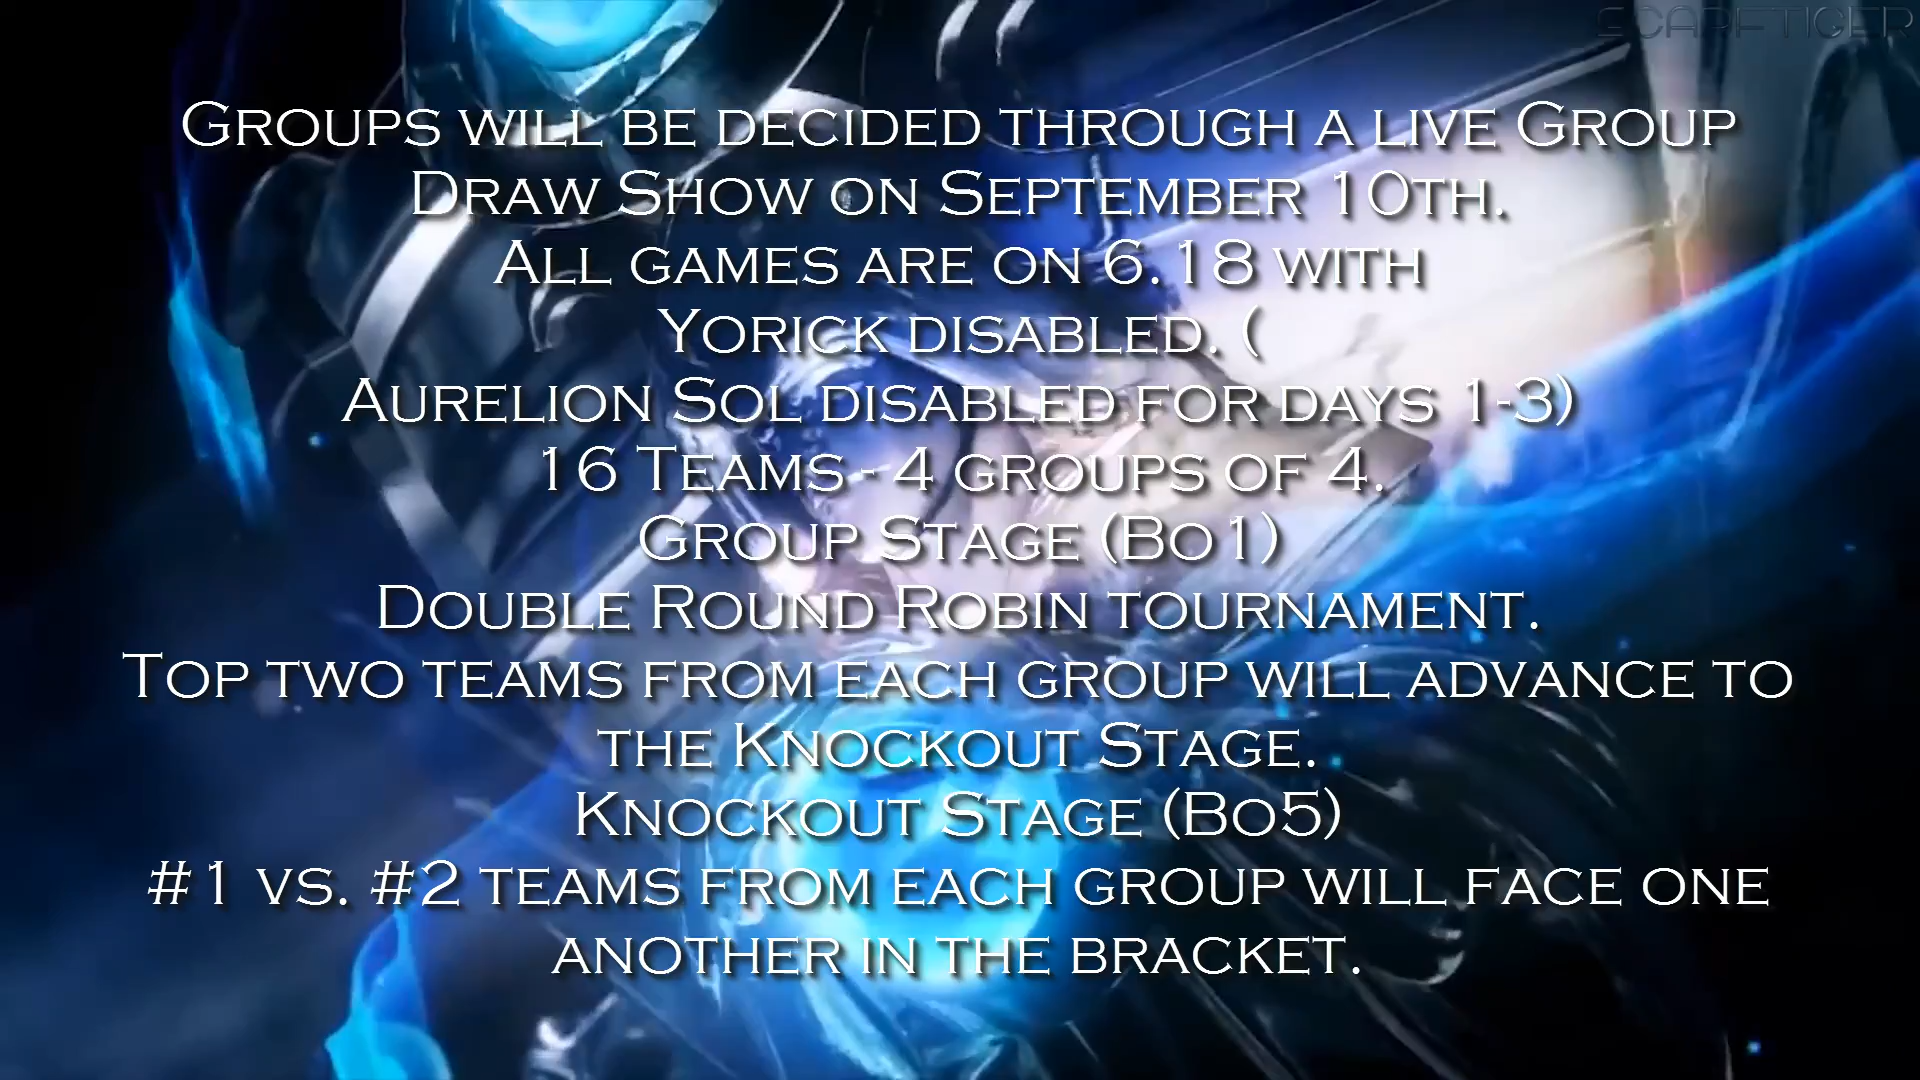 SCAPETIGER
Groups will be decided through a live Group
Draw Show on September 10th.
All games are on 6.18 with
Yorick disabled. (
Aurelion Sol disabled for days 1-3)
16 Teams - 4 groups of 4.
Group Stage (Bo1)
Double Round Robin tournament.
Top two teams from each group will advance to
the Knockout Stage.
Knockout Stage (Bo5)
#1 vs. #2 teams from each group will face one
another in the bracket.